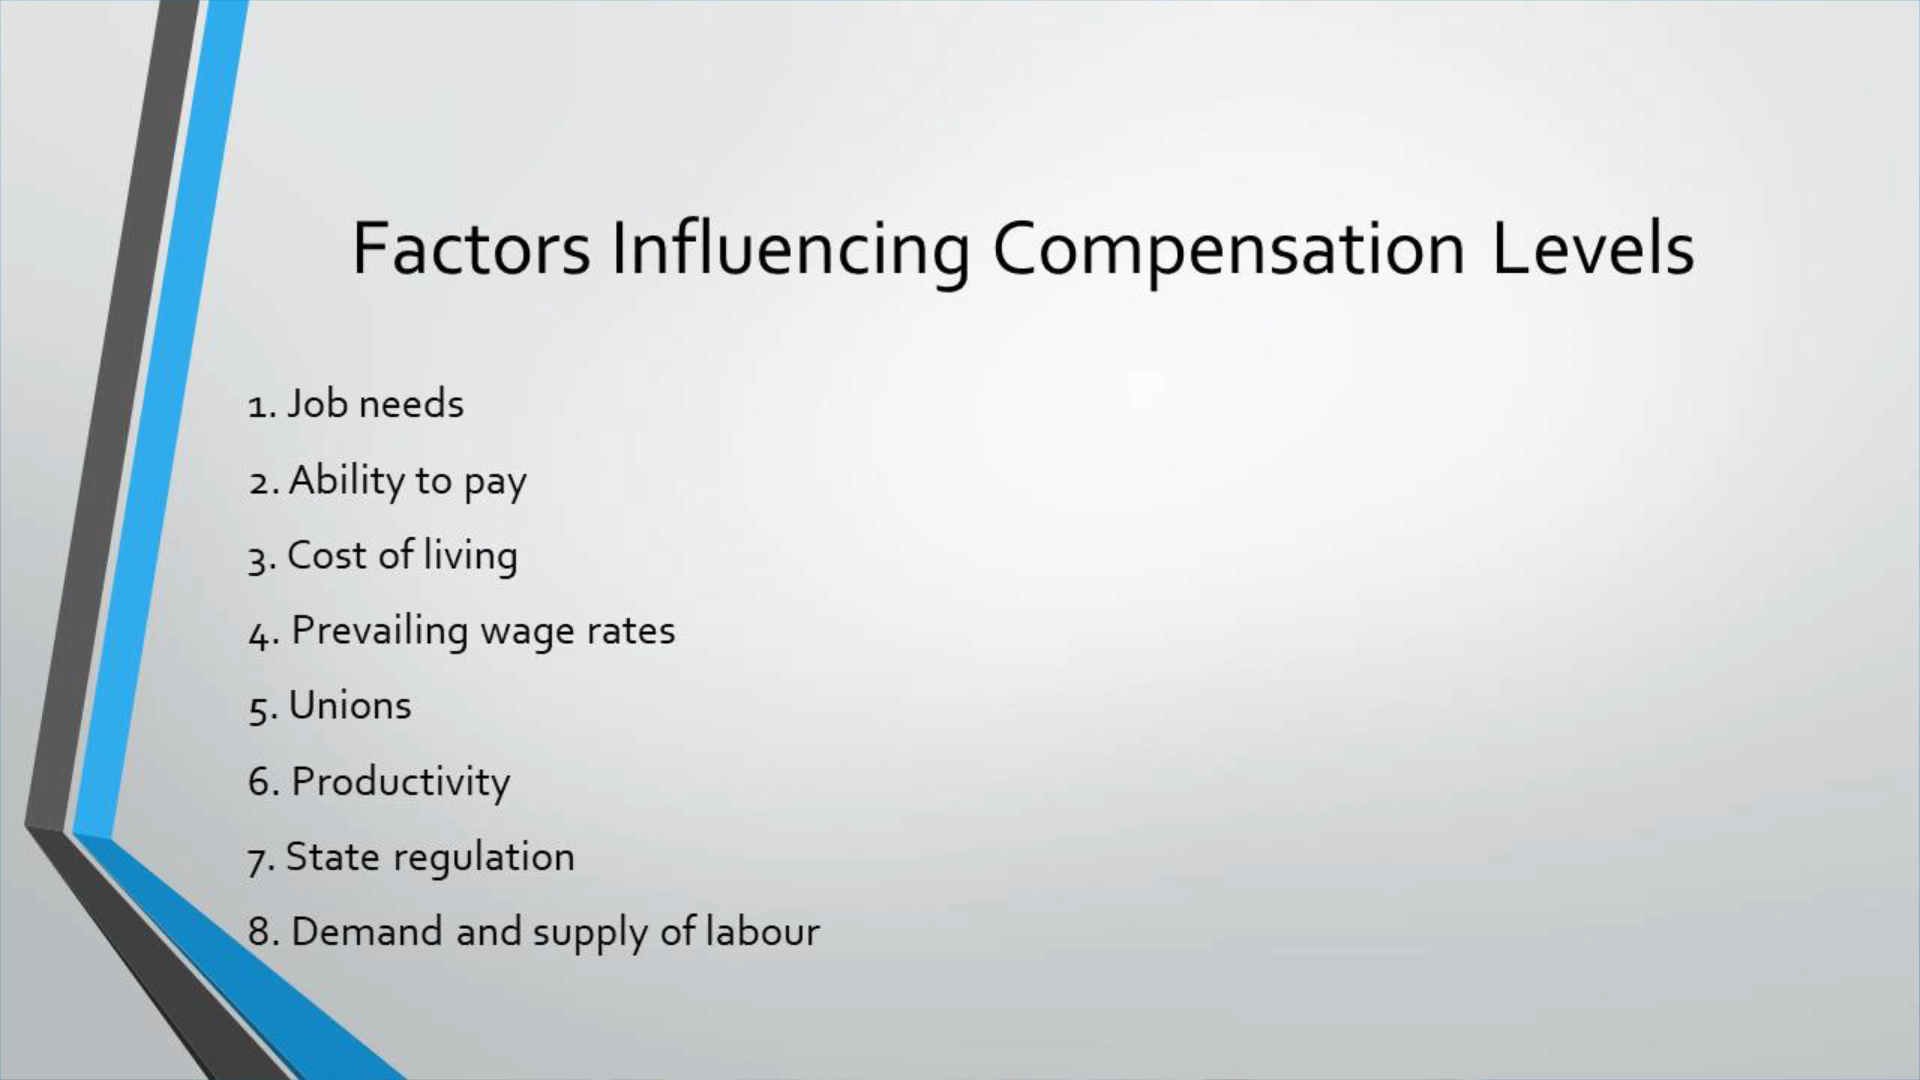 Factors Influencing Compensation Levels
1. Job needs
2. Ability to pay
3. Cost of living
4. Prevailing wage rates
5. Unions
6. Productivity
7. State regulation
8. Demand and supply of labour